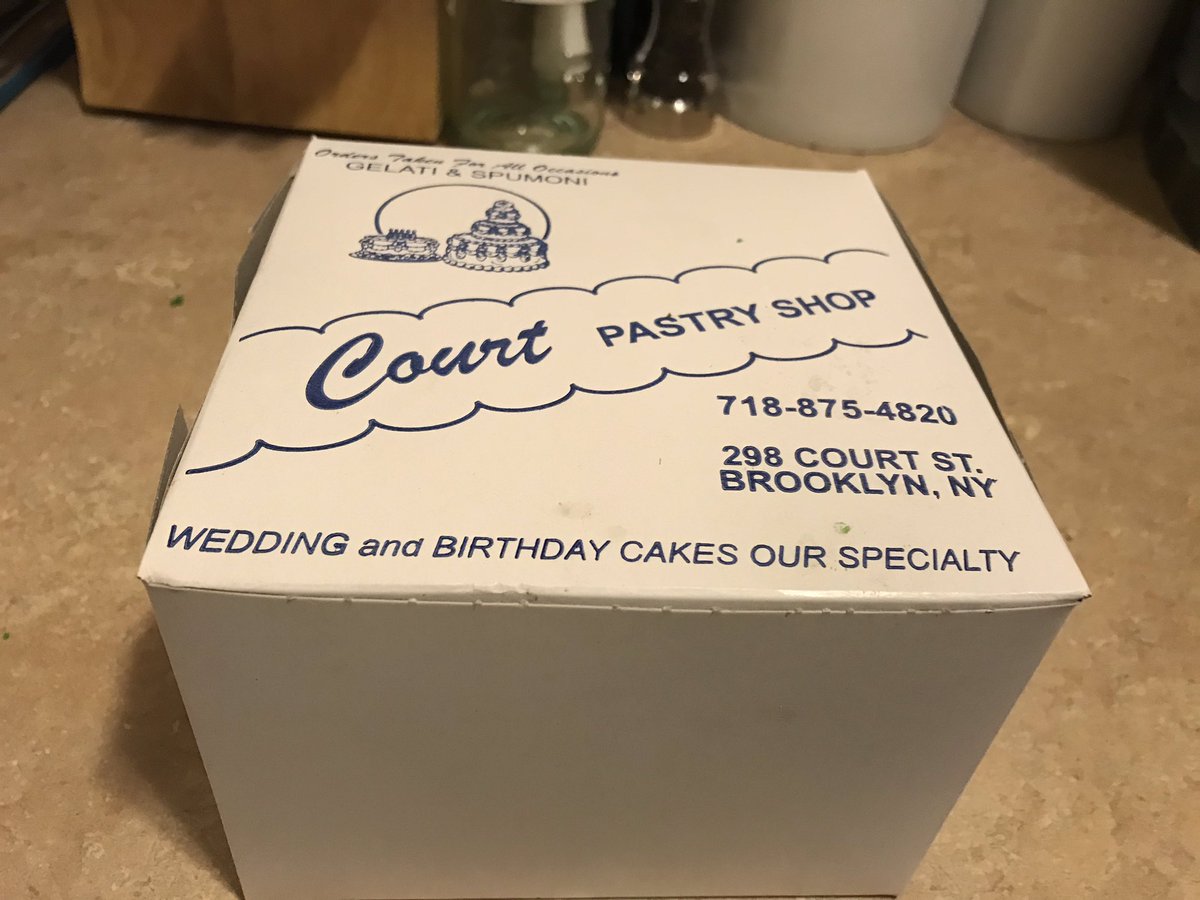 Orders Taken For All Occasions
GELATI & SPUMONI
Court PASTRY SHOP
718-875-4820
298 COURT ST.
BROOKLYN, NY
WEDDING and BIRTHDAY CAKES OUR SPECIALTY